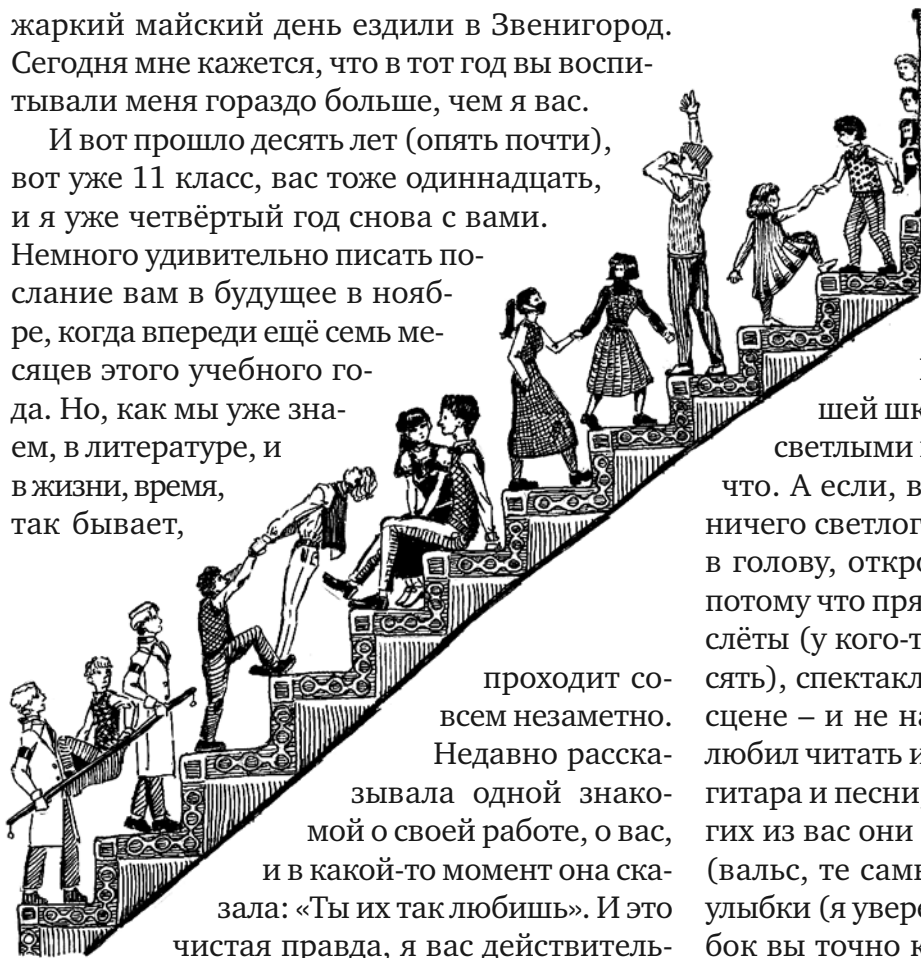 жаркий майский день ездили в Звенигород.
Сегодня мне кажется, что в тот год вы воспи-
тывали меня гораздо больше, чем я вас.
И вот прошло десять лет (опять почти),
вот уже 11 класс, вас тоже одиннадцать,
и я уже четвёртый год снова с вами.
Немного удивительно писать по-
слание вам в будущее в нояб-
ре, когда впереди ещё семь ме-
сяцев этого учебного го-
да. Но, как мы уже зна-
ем, в литературе, и
в жизни, время,
так бывает,
проходит со-
всем незаметно.
Недавно расска-
зывала одной знако-
мой о своей работе, о вас,
и в какой-то момент она ска-
зала: «Ты их так любишь». И это
чистая правда, я вас действитель-
шей шк
светлыми
что. А если, в
ничего светлог
в голову, откро
потому что пря
слёты (у кого-т
сять), спектакл
сцене – и не на
любил читать и
гитара и песни
гих из вас они
(вальс, те самы
улыбки (я увере
бок вы точно к